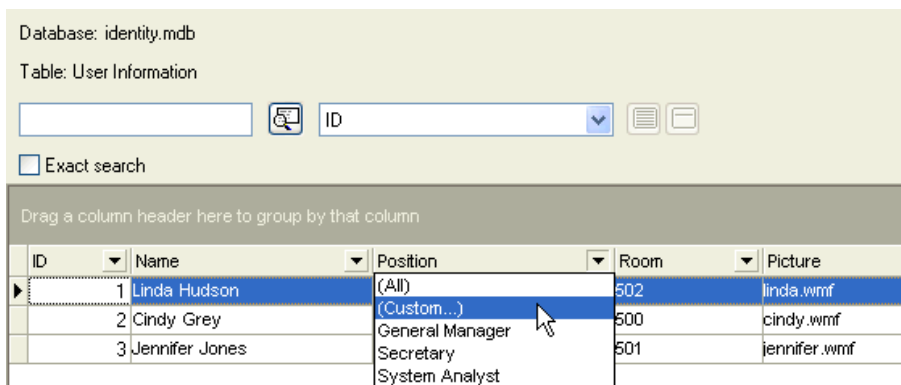 Database: identity.mdb
Table: User Information
ID
Exact search
Drag a column header here to group by that column
ID Name Position Room Picture
1 Linda Hudson (All) 502 linda.wmf
(Custom...)
2 Cindy Grey General Manager 500 cindy.wmf
3 Jennifer Jones Secretary 501 jennifer.wmf
System Analyst